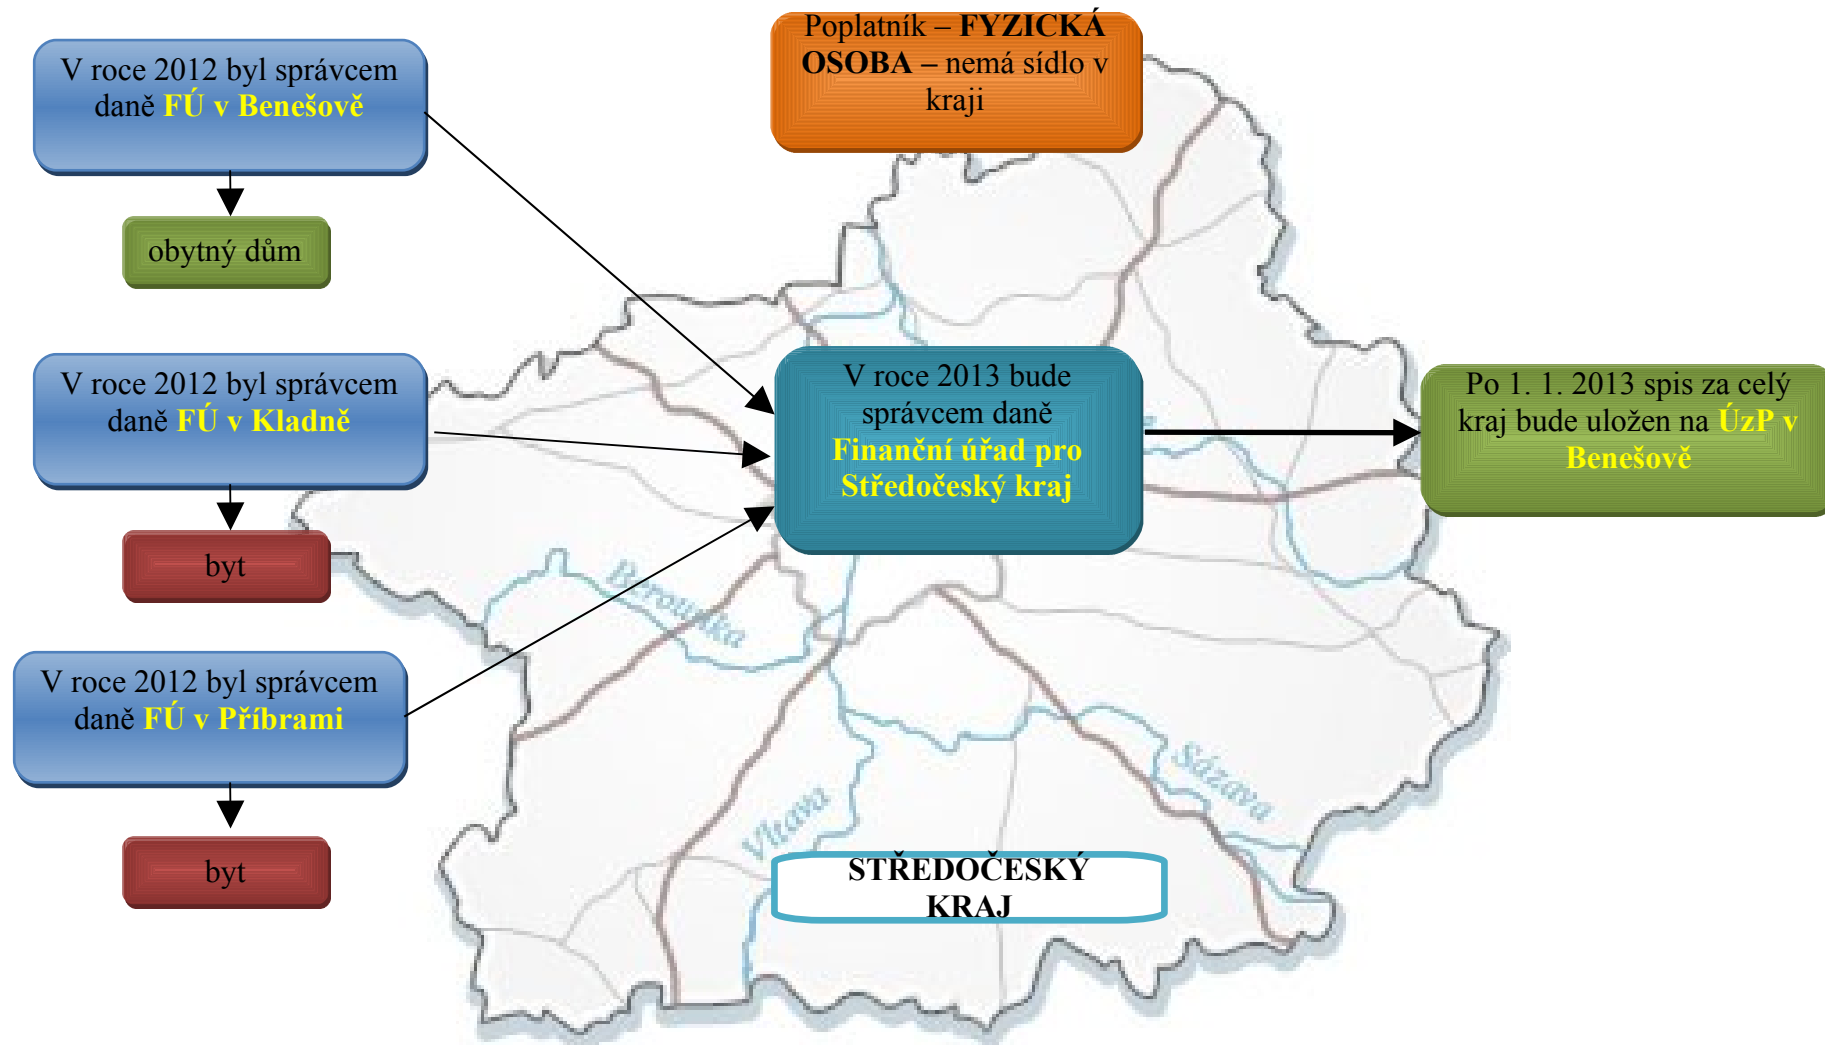 Poplatník – FYZICKÁ
OSOBA – nemá sídlo v
kraji
V roce 2012 byl správcem
daně FÚ v Benešově
obytný dům
V roce 2012 byl správcem
daně FÚ v Kladně
byt
V roce 2012 byl správcem
daně FÚ v Příbrami
byt
V roce 2013 bude
správcem daně
Finanční úřad pro
Středočeský kraj
Po 1. 1. 2013 spis za celý
kraj bude uložen na ÚzP v
Benešově
Berounka
Vltava
Sázava
STŘEDOČESKÝ
KRAJ